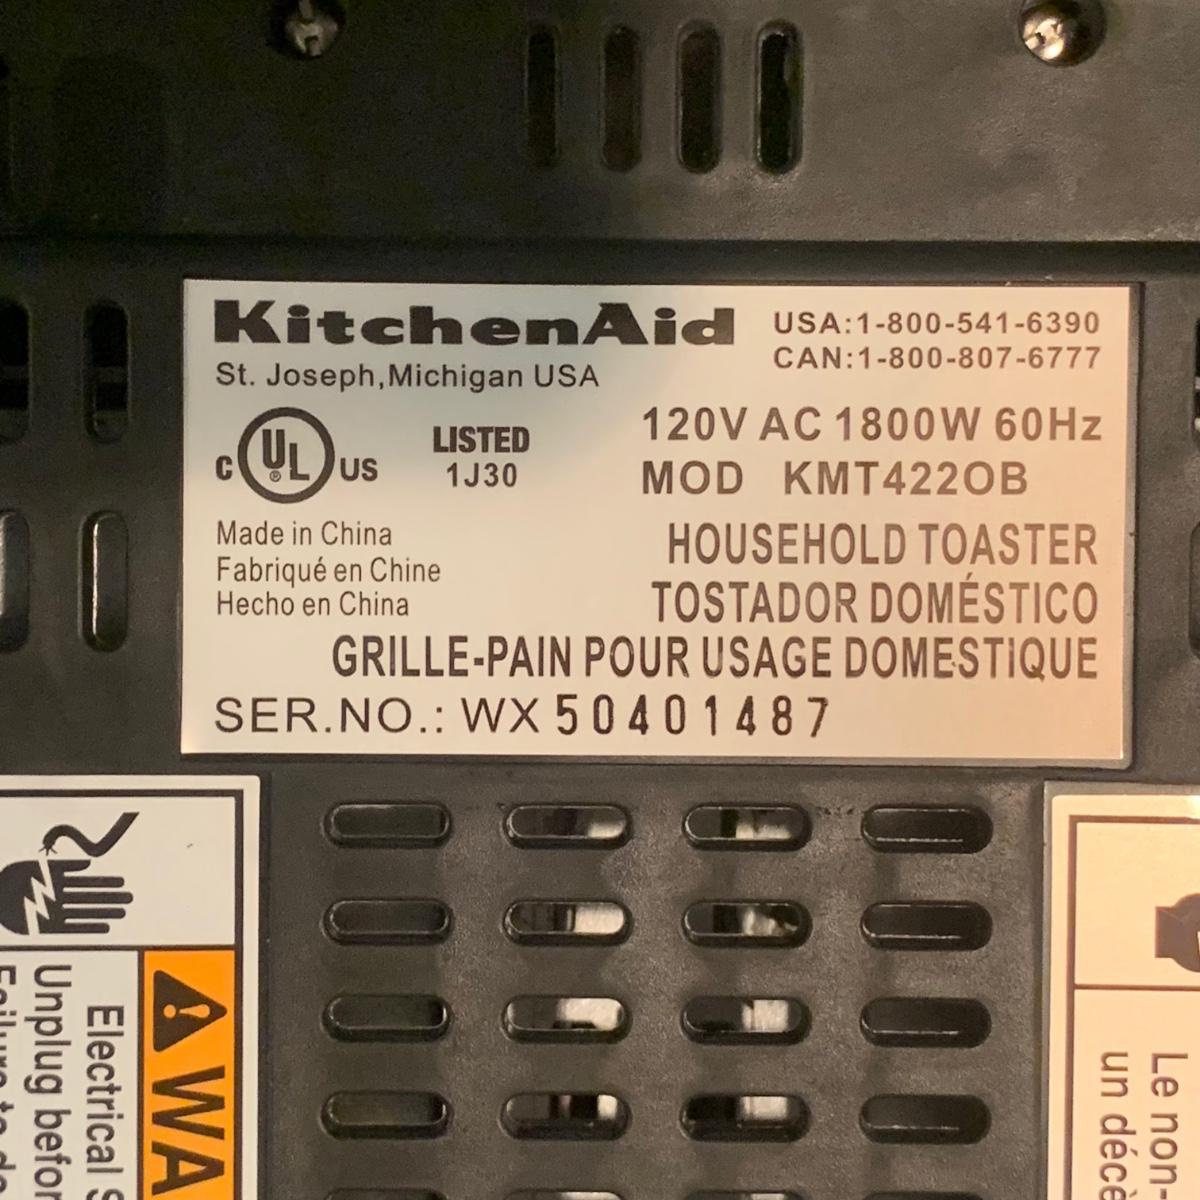 KitchenAid
St. Joseph,Michigan USA
USA:1-800-541-6390
CAN:1-800-807-6777
C UL ® US
LISTED
1J30
120V AC 1800W 60Hz
MOD KMT422OB
Made in China
Fabriqué en Chine
Hecho en China
HOUSEHOLD TOASTER
TOSTADOR DOMÉSTICO
GRILLE-PAIN POUR USAGE DOMESTIQUE
SER.NO.: WX 50401487
WA
Electrical S
Unplug befor
Le non-
un décè